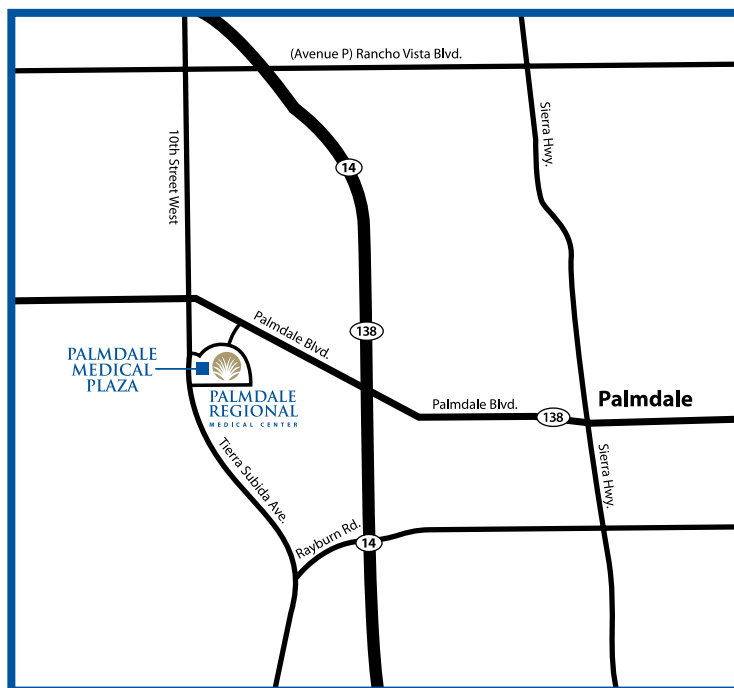 (Avenue P) Rancho Vista Blvd.
Sierra Hwy.
10th Street West
14
Palmdale Blvd.
138
PALMDALE
MEDICAL
PLAZA
PALMDALE
REGIONAL
MEDICAL CENTER
Palmdale Blvd.
138
Palmdale
Tierra Subida Ave.
Sierra Hwy.
Rayburn Rd.
14